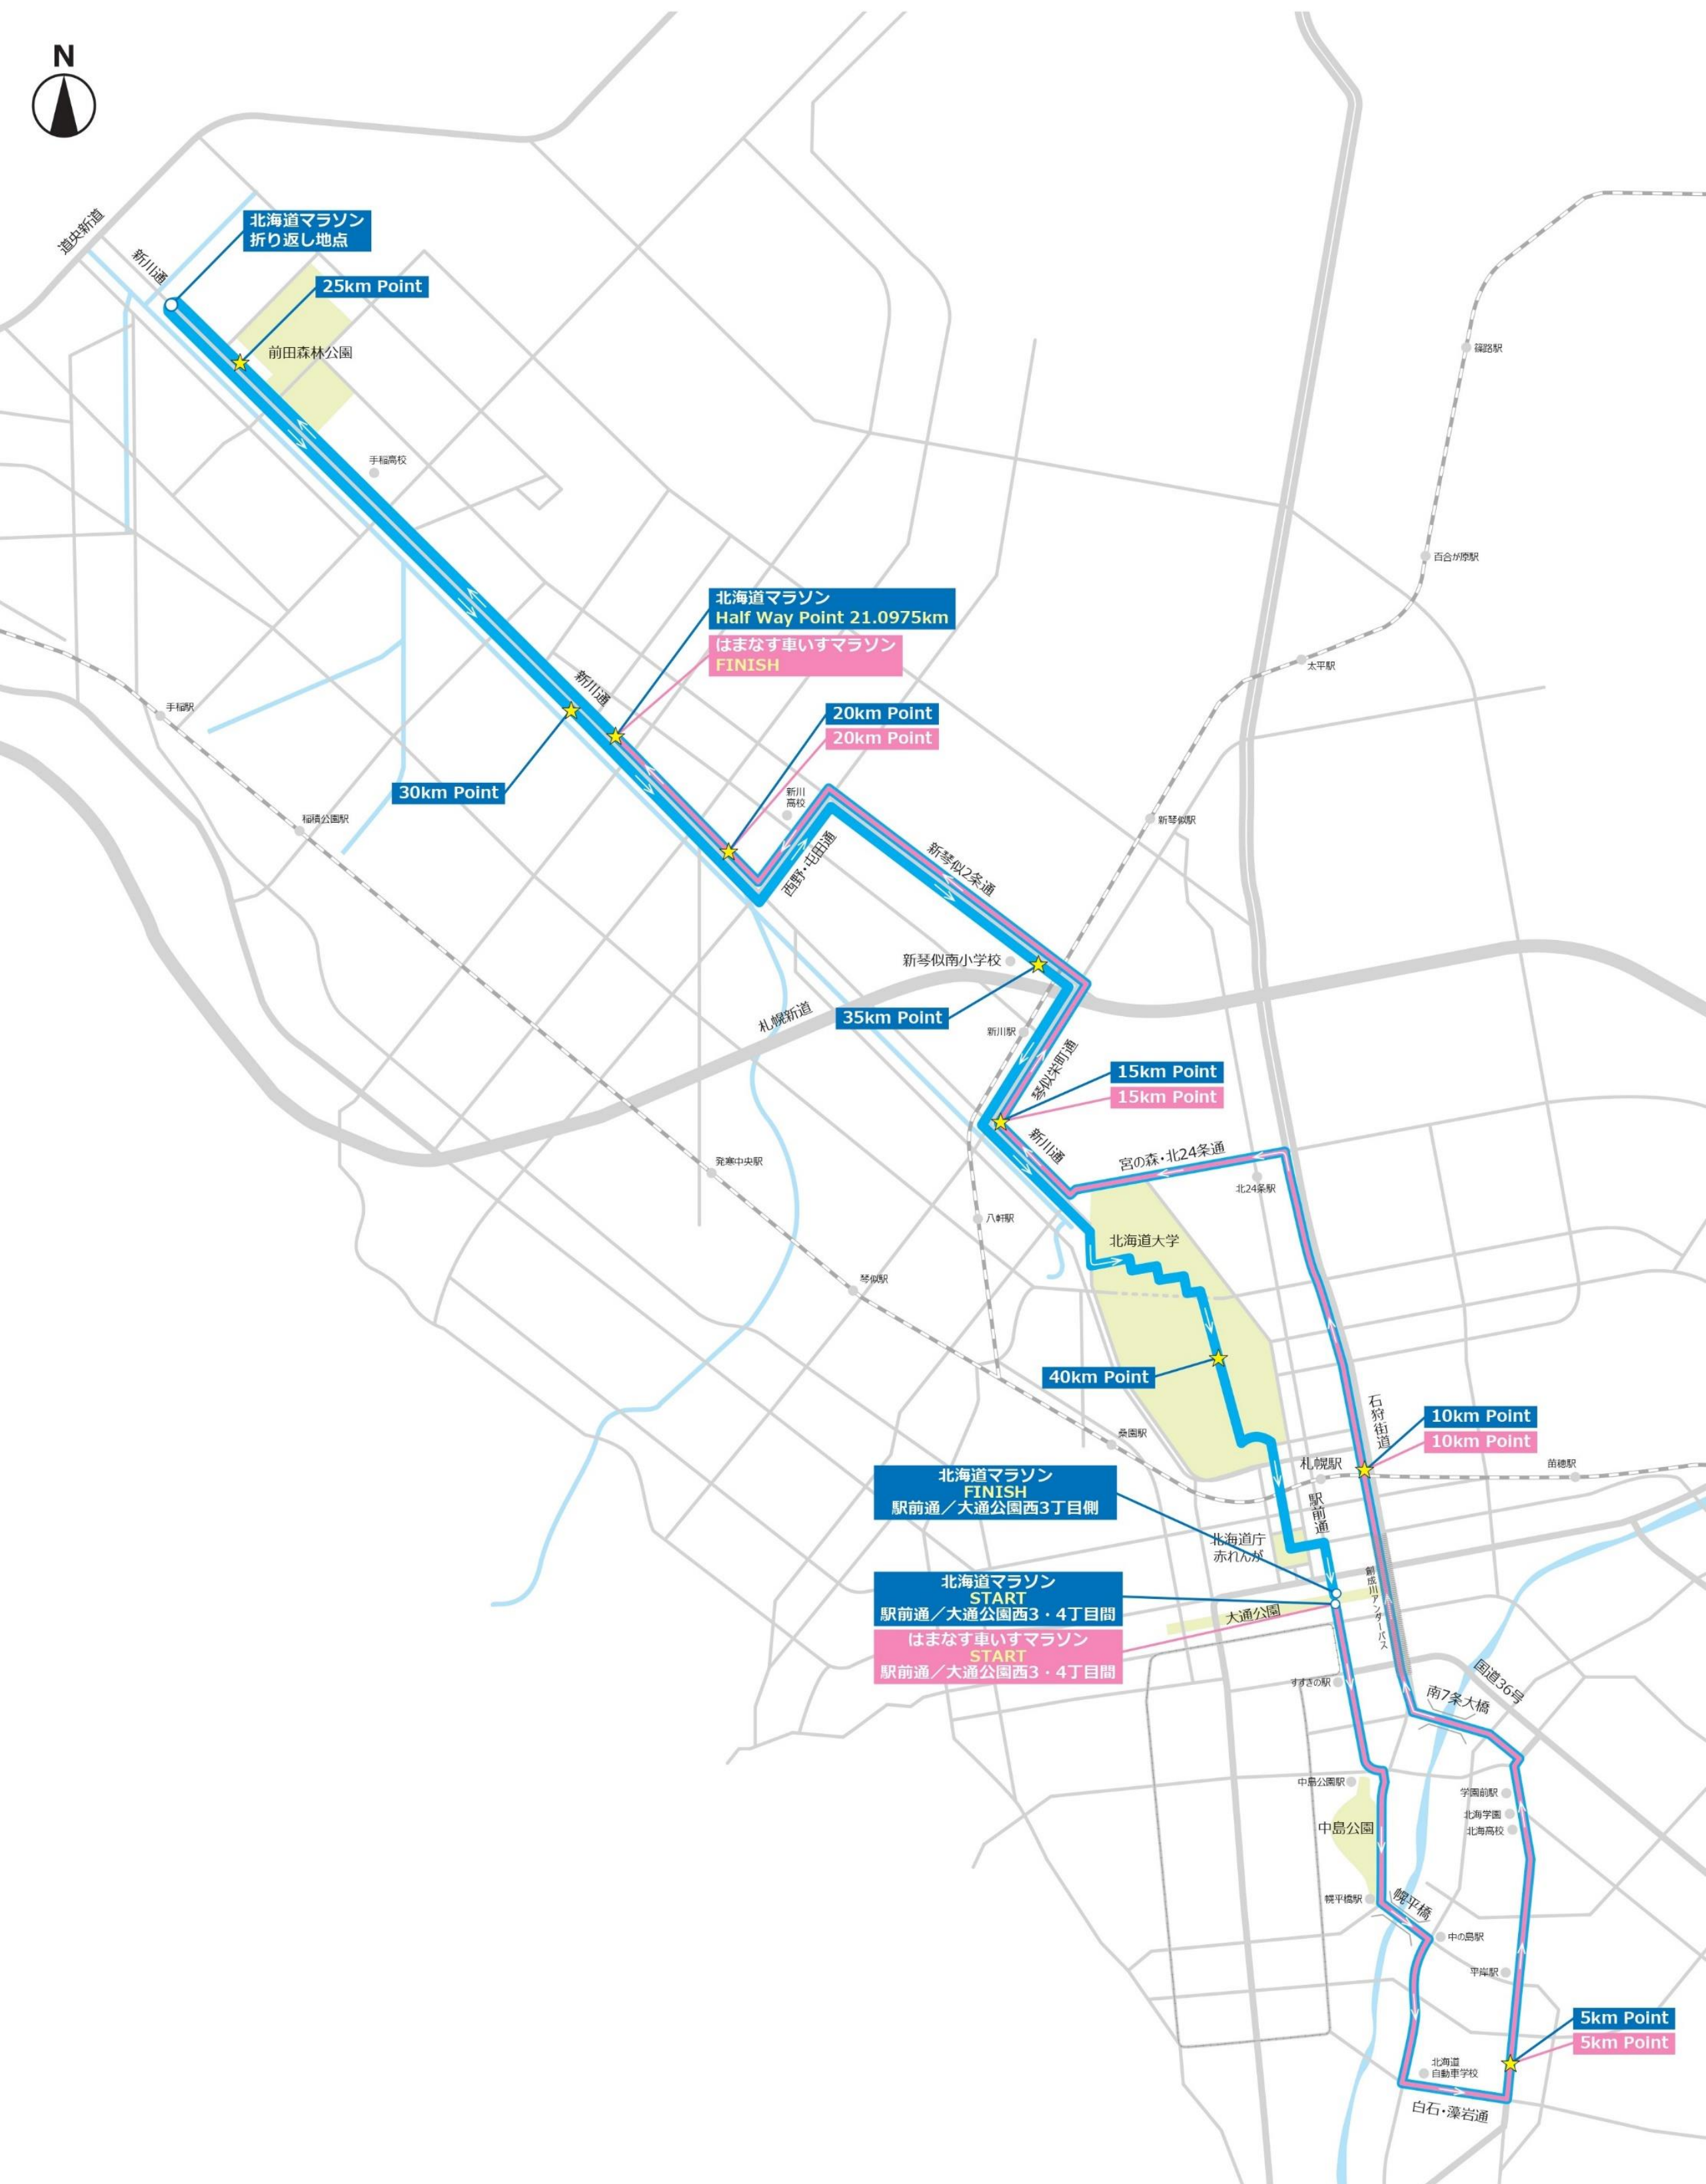 N
道央新道
新川通
北海道マラソン
折り返し地点
25km Point
前田森林公園
手稲高校
篠路駅
百合が原駅
北海道マラソン
Half Way Point 21.0975km
はまなす車いすマラソン
FINISH
太平駅
新川通
手稲駅
20km Point
20km Point
30km Point
新川
高校
稲積公園駅
新琴似駅
西野・屯田通
新琴似2条通
新琴似南小学校
札幌新道
35km Point
新川駅
琴似栄町通
15km Point
15km Point
新川通
宮の森・北24条通
発寒中央駅
北24条駅
八軒駅
北海道大学
琴似駅
40km Point
石狩街道
10km Point
10km Point
桑園駅
札幌駅
苗穂駅
北海道マラソン
FINISH
駅前通／大通公園西3丁目側
駅前通
北海道庁
赤れんが
北海道マラソン
START
駅前通／大通公園西3・4丁目間
創成川アンダーパス
大通公園
はまなす車いすマラソン
START
駅前通／大通公園西3・4丁目間
すすきの駅
国道36号
南7条大橋
中島公園駅
学園前駅
北海学園
北海高校
中島公園
幌平橋駅
幌平橋
中の島駅
平岸駅
5km Point
5km Point
北海道
自動車学校
白石・藻岩通